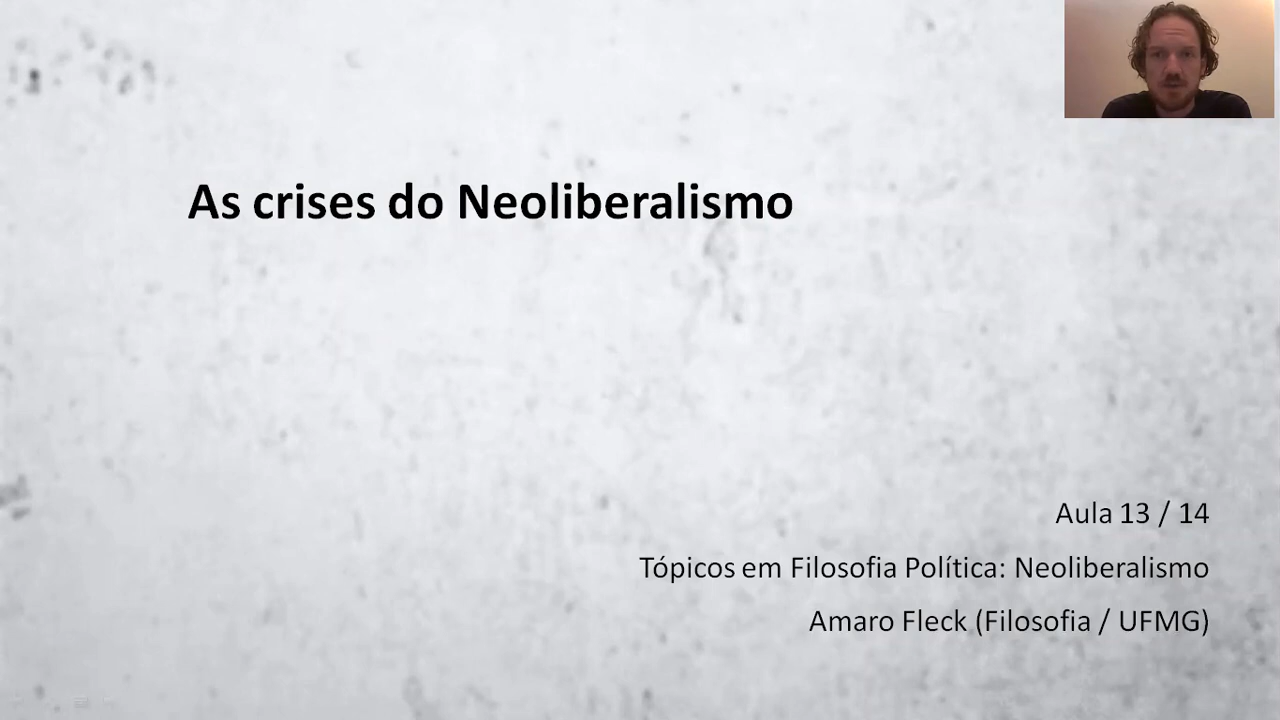 As crises do Neoliberalismo
Aula 13 / 14
Tópicos em Filosofia Política: Neoliberalismo
Amaro Fleck (Filosofia / UFMG)